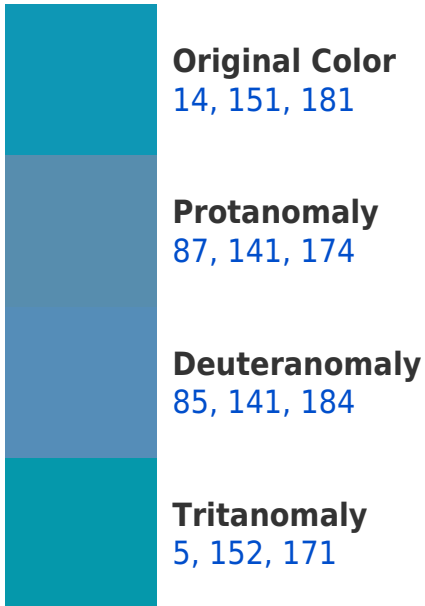 Original Color
14, 151, 181
Protanomaly
87, 141, 174
Deuteranomaly
85, 141, 184
Tritanomaly
5, 152, 171